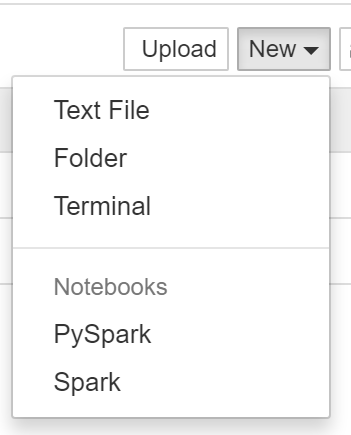 Upload New
Text File
Folder
Terminal
Notebooks
PySpark
Spark